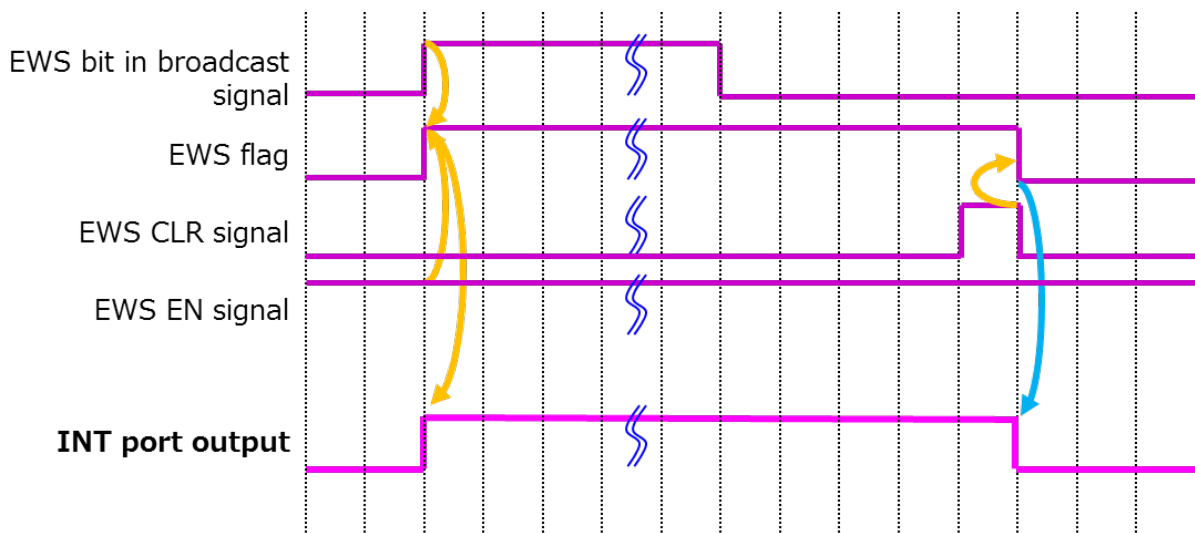 EWS bit in broadcast
signal
EWS flag
EWS CLR signal
EWS EN signal
INT port output